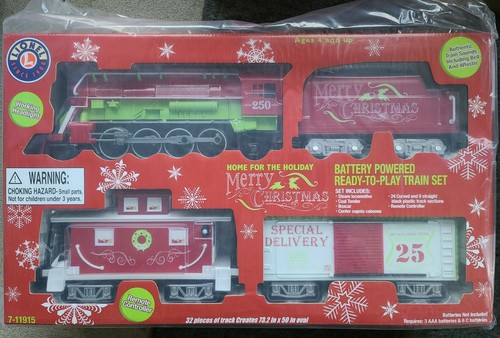 LIONEL
Ages 4 and up
Authentic
Train Sounds
Including Bell
And Whistle
Working
Headlight
250
Merry
Christmas
WARNING:
CHOKING HAZARD-Small parts.
Not for children under 3 years.
HOME FOR THE HOLIDAY
Merry
CHRISTMAS
BATTERY POWERED
READY-TO-PLAY TRAIN SET
SET INCLUDES:
• Steam locomotive
• Coal Tender
• Boxcar
• Center cupola caboose
• 24 Curved and 8 straight
black plastic track sections
• Remote Controller
SPECIAL
DELIVERY
25
Remote
Controller
7-11915
32 pieces of track Creates 73.2 in x 50 in oval
Batteries Not Included
Requires: 3 AAA batteries & 6 C batteries